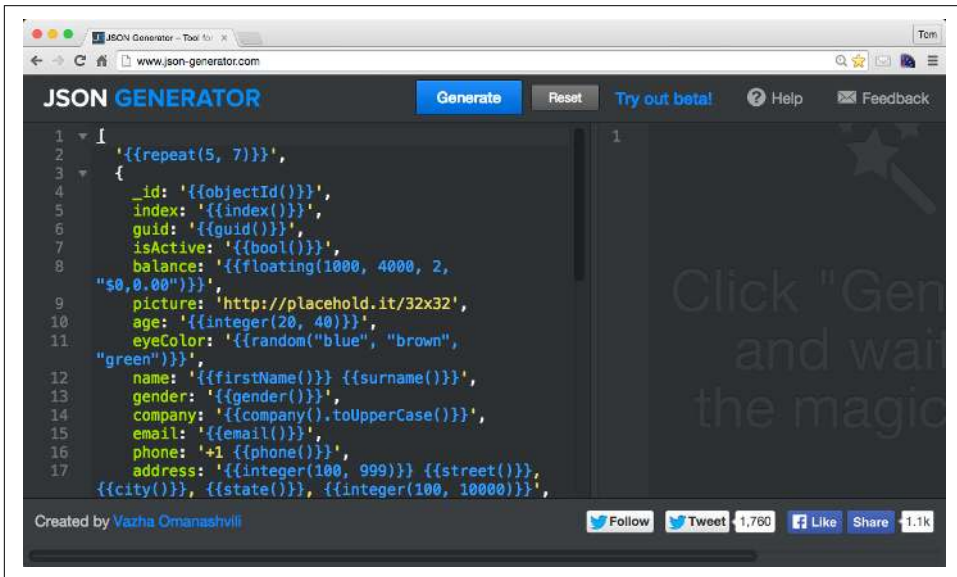 JSON Generator – Tool for
Tom
www.json-generator.com
JSON GENERATOR
Generate
Reset
Try out beta!
Help
Feedback
1 [
2 '{{repeat(5, 7)}}',
3 {
4 _id: '{{objectId()}}',
5 index: '{{index()}}',
6 guid: '{{guid()}}',
7 isActive: '{{bool()}}',
8 balance: '{{floating(1000, 4000, 2,
"$0,0.00")}}',
9 picture: 'http://placehold.it/32x32',
10 age: '{{integer(20, 40)}}',
11 eyeColor: '{{random("blue", "brown",
"green")}}',
12 name: '{{firstName()}} {{surname()}}',
13 gender: '{{gender()}}',
14 company: '{{company().toUpperCase()}}',
15 email: '{{email()}}',
16 phone: '+1 {{phone()}}',
17 address: '{{integer(100, 999)}} {{street()}},
{{city()}}, {{state()}}, {{integer(100, 10000)}}',
1
Click "Gen
and wait
the magic
Created by Vazha Omanashvili
Follow
Tweet
1,760
Like
Share
1.1k